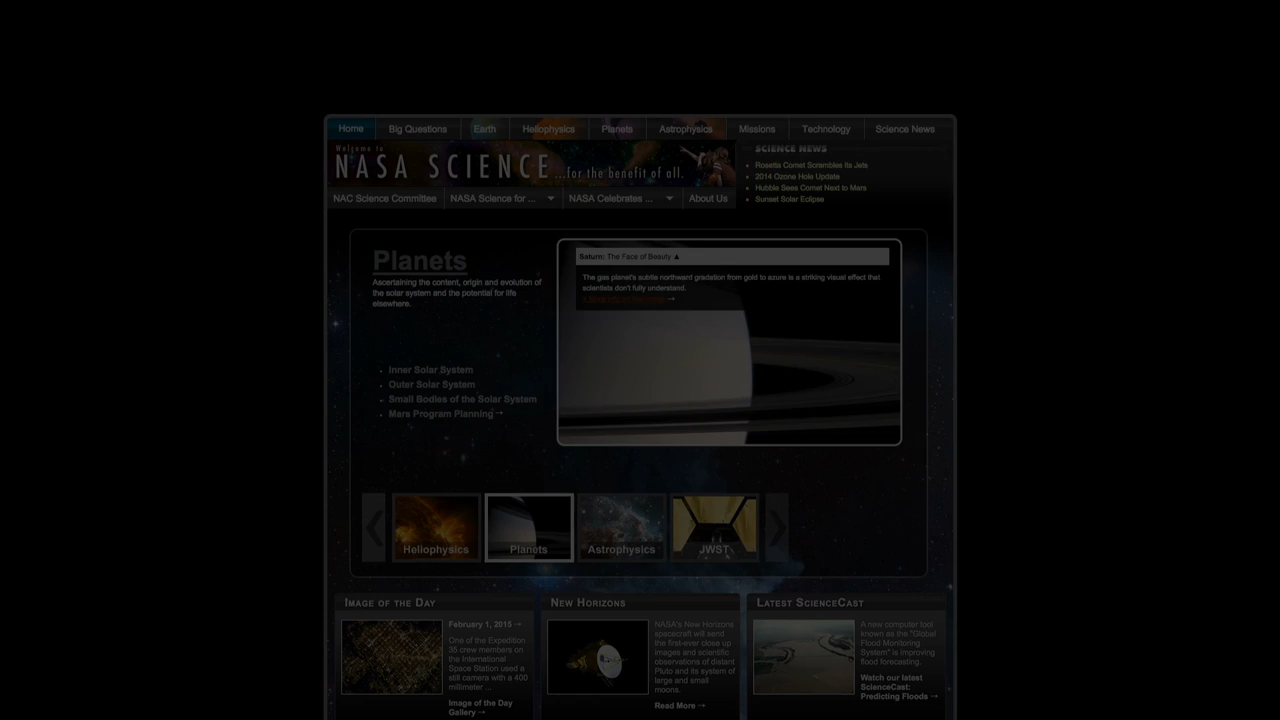 Home Big Questions Earth Heliophysics Planets Astrophysics Missions Technology Science News
Welcome to
NASA SCIENCE ...for the benefit of all.
SCIENCE NEWS
Rosetta Comet Scrembles Its Jets
2014 Ozone Hole Update
Hubble Sees Comet Next to Mars
Sunset Solar Eclipse
NAC Science Committee NASA Science for ... NASA Celebrates ... About Us
Planets
Ascertaining the content, origin and evolution of
the solar system and the potential for life
elsewhere.
Inner Solar System
Outer Solar System
Small Bodies of the Solar System
Mars Program Planning →
Saturn: The Face of Beauty ▲
The gas planet's subtle northward gradation from gold to azure is a striking visual effect that
scientists don't fully understand.
Heliophysics Planets Astrophysics JWST
IMAGE OF THE DAY
February 1, 2015 →
One of the Expedition
35 crew members on
the International
Space Station used a
still camera with a 400
millimeter ...
Image of the Day
Gallery →
NEW HORIZONS
NASA's New Horizons
spacecraft will send
the first-ever close up
images and scientific
observations of distant
Pluto and its system of
large and small
moons.
Read More →
LATEST SCIENCECAST
A new computer tool
known as the "Global
Flood Monitoring
System" is improving
flood forecasting.
Watch our latest
ScienceCast:
Predicting Floods →